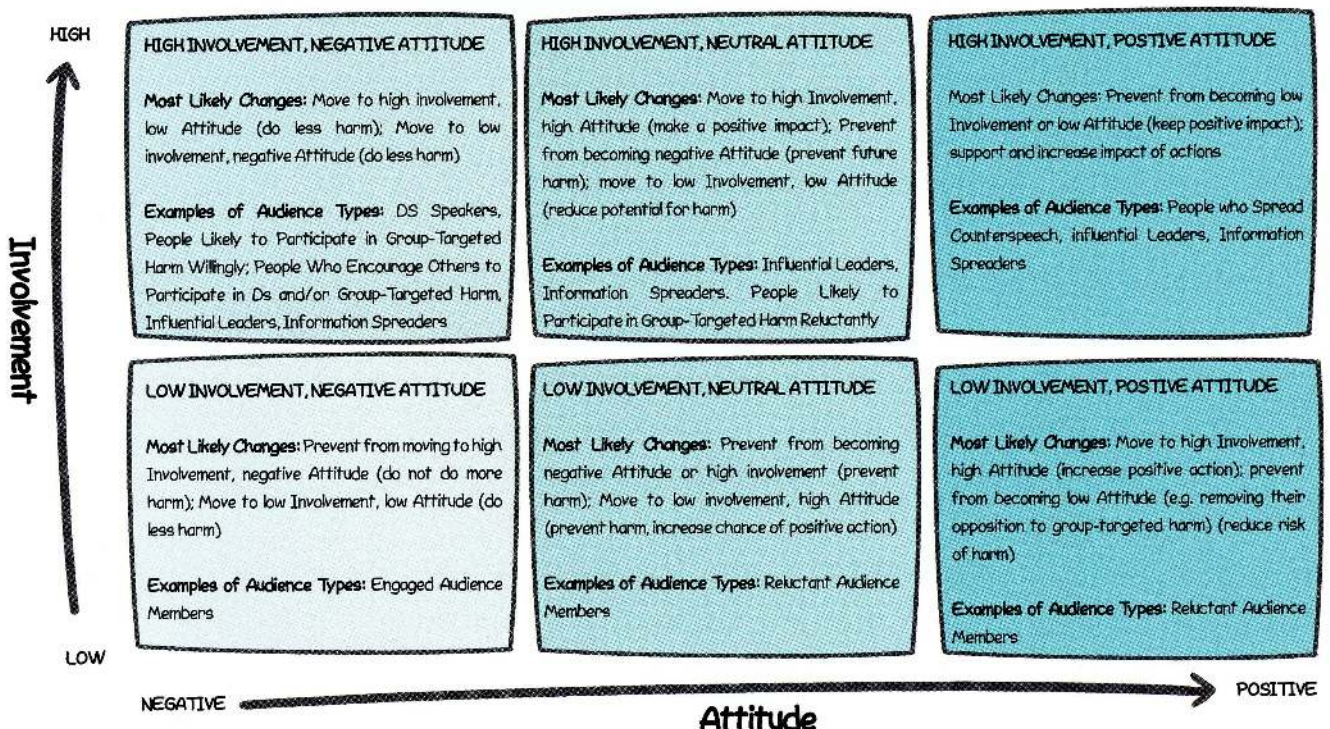 HIGH
HIGH INVOLVEMENT, NEGATIVE ATTITUDE
Most Likely Changes: Move to high involvement,
low Attitude (do less harm); Move to low
involvement, negative Attitude (do less harm)
Examples of Audience Types: DS Speakers,
People Likely to Participate in Group-Targeted
Harm Willingly; People Who Encourage Others to
Participate in Ds and/or Group-Targeted Harm,
Influential Leaders, Information Spreaders
HIGH INVOLVEMENT, NEUTRAL ATTITUDE
Most Likely Changes: Move to high Involvement,
high Attitude (make a positive impact); Prevent
from becoming negative Attitude (prevent future
harm); move to low Involvement, low Attitude
(reduce potential for harm)
Examples of Audience Types: Influential Leaders,
Information Spreaders. People Likely to
Participate in Group-Targeted Harm Reluctantly
HIGH INVOLVEMENT, POSTIVE ATTITUDE
Most Likely Changes: Prevent from becoming low
Involvement or low Attitude (keep positive impact);
support and increase impact of actions
Examples of Audience Types: People who Spread
Counterspeech, influential Leaders, Information
Spreaders
Involvement
LOW INVOLVEMENT, NEGATIVE ATTITUDE
Most Likely Changes: Prevent from moving to high
Involvement, negative Attitude (do not do more
harm); Move to low Involvement, low Attitude (do
less harm)
Examples of Audience Types: Engaged Audience
Members
LOW INVOLVEMENT, NEUTRAL ATTITUDE
Most Likely Changes: Prevent from becoming
negative Attitude or high involvement (prevent
harm); Move to low involvement, high Attitude
(prevent harm, increase chance of positive action)
Examples of Audience Types: Reluctant Audience
Members
LOW INVOLVEMENT, POSTIVE ATTITUDE
Most Likely Changes: Move to high Involvement,
high Attitude (increase positive action); prevent
from becoming low Attitude (e.g. removing their
opposition to group-targeted harm) (reduce risk
of harm)
Examples of Audience Types: Reluctant Audience
Members
LOW
NEGATIVE
POSITIVE
Attitude